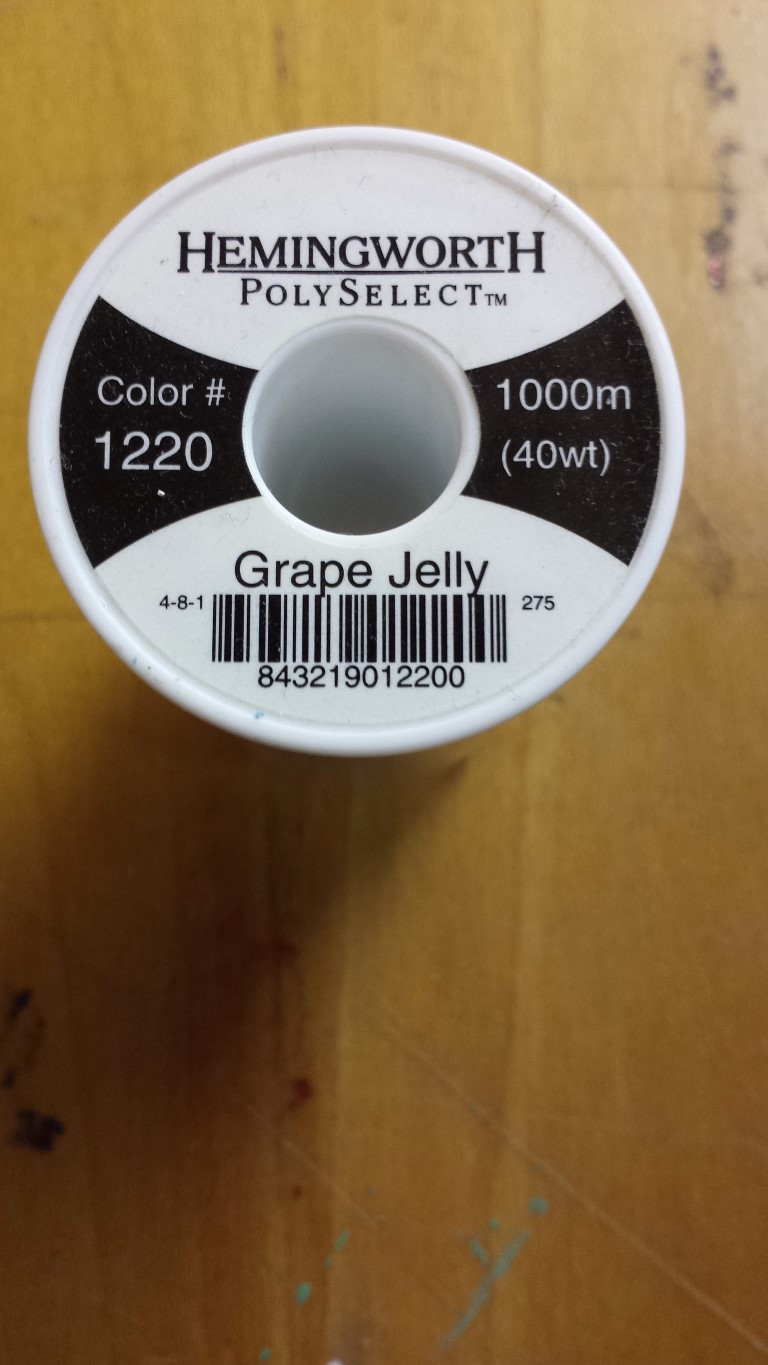 HEMINGWORTH
POLYSELECT™
Color #
1220
1000m
(40wt)
Grape Jelly
4-8-1
275
843219012200